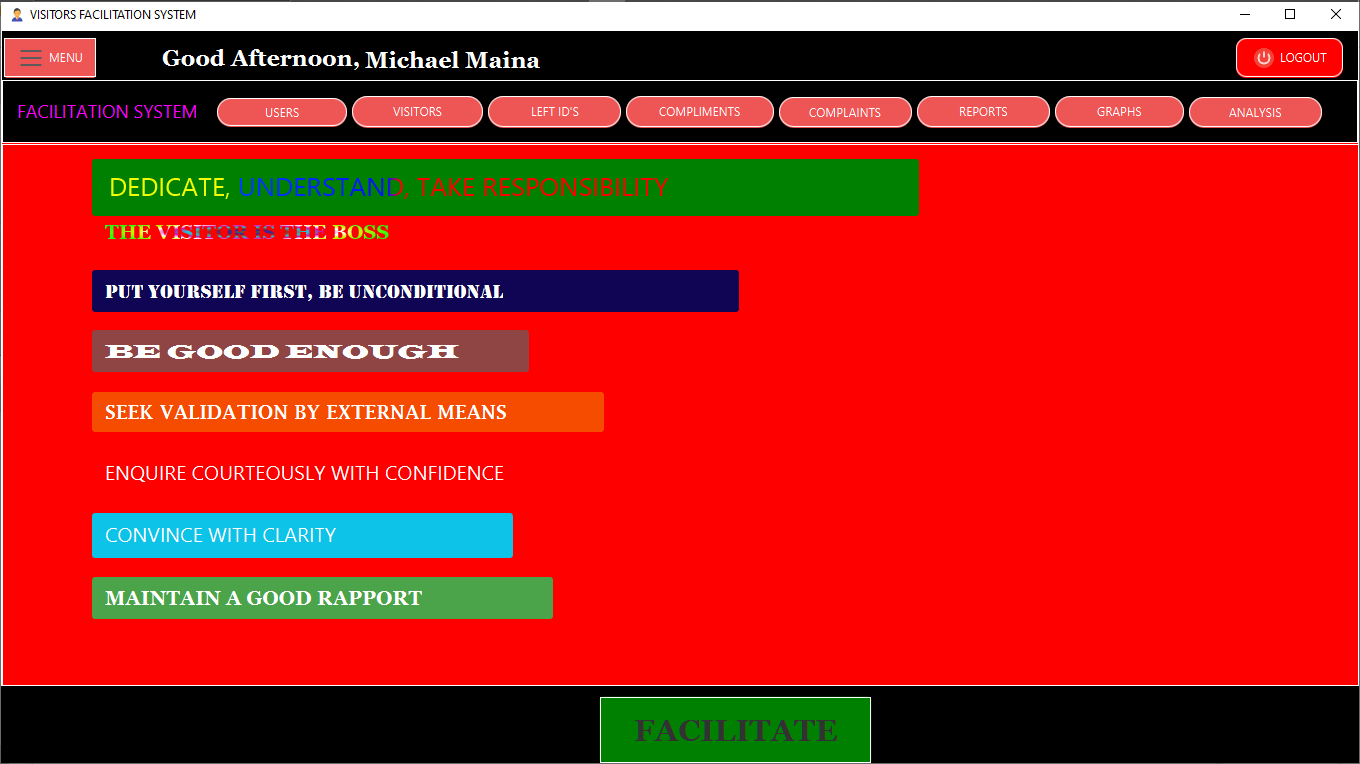 VISITORS FACILITATION SYSTEM
MENU
Good Afternoon, Michael Maina
LOGOUT
FACILITATION SYSTEM
USERS
VISITORS
LEFT ID'S
COMPLIMENTS
COMPLAINTS
REPORTS
GRAPHS
ANALYSIS
DEDICATE, UNDERSTAND, TAKE RESPONSIBILITY
THE VISITOR IS THE BOSS
PUT YOURSELF FIRST, BE UNCONDITIONAL
BE GOOD ENOUGH
SEEK VALIDATION BY EXTERNAL MEANS
ENQUIRE COURTEOUSLY WITH CONFIDENCE
CONVINCE WITH CLARITY
MAINTAIN A GOOD RAPPORT
FACILITATE